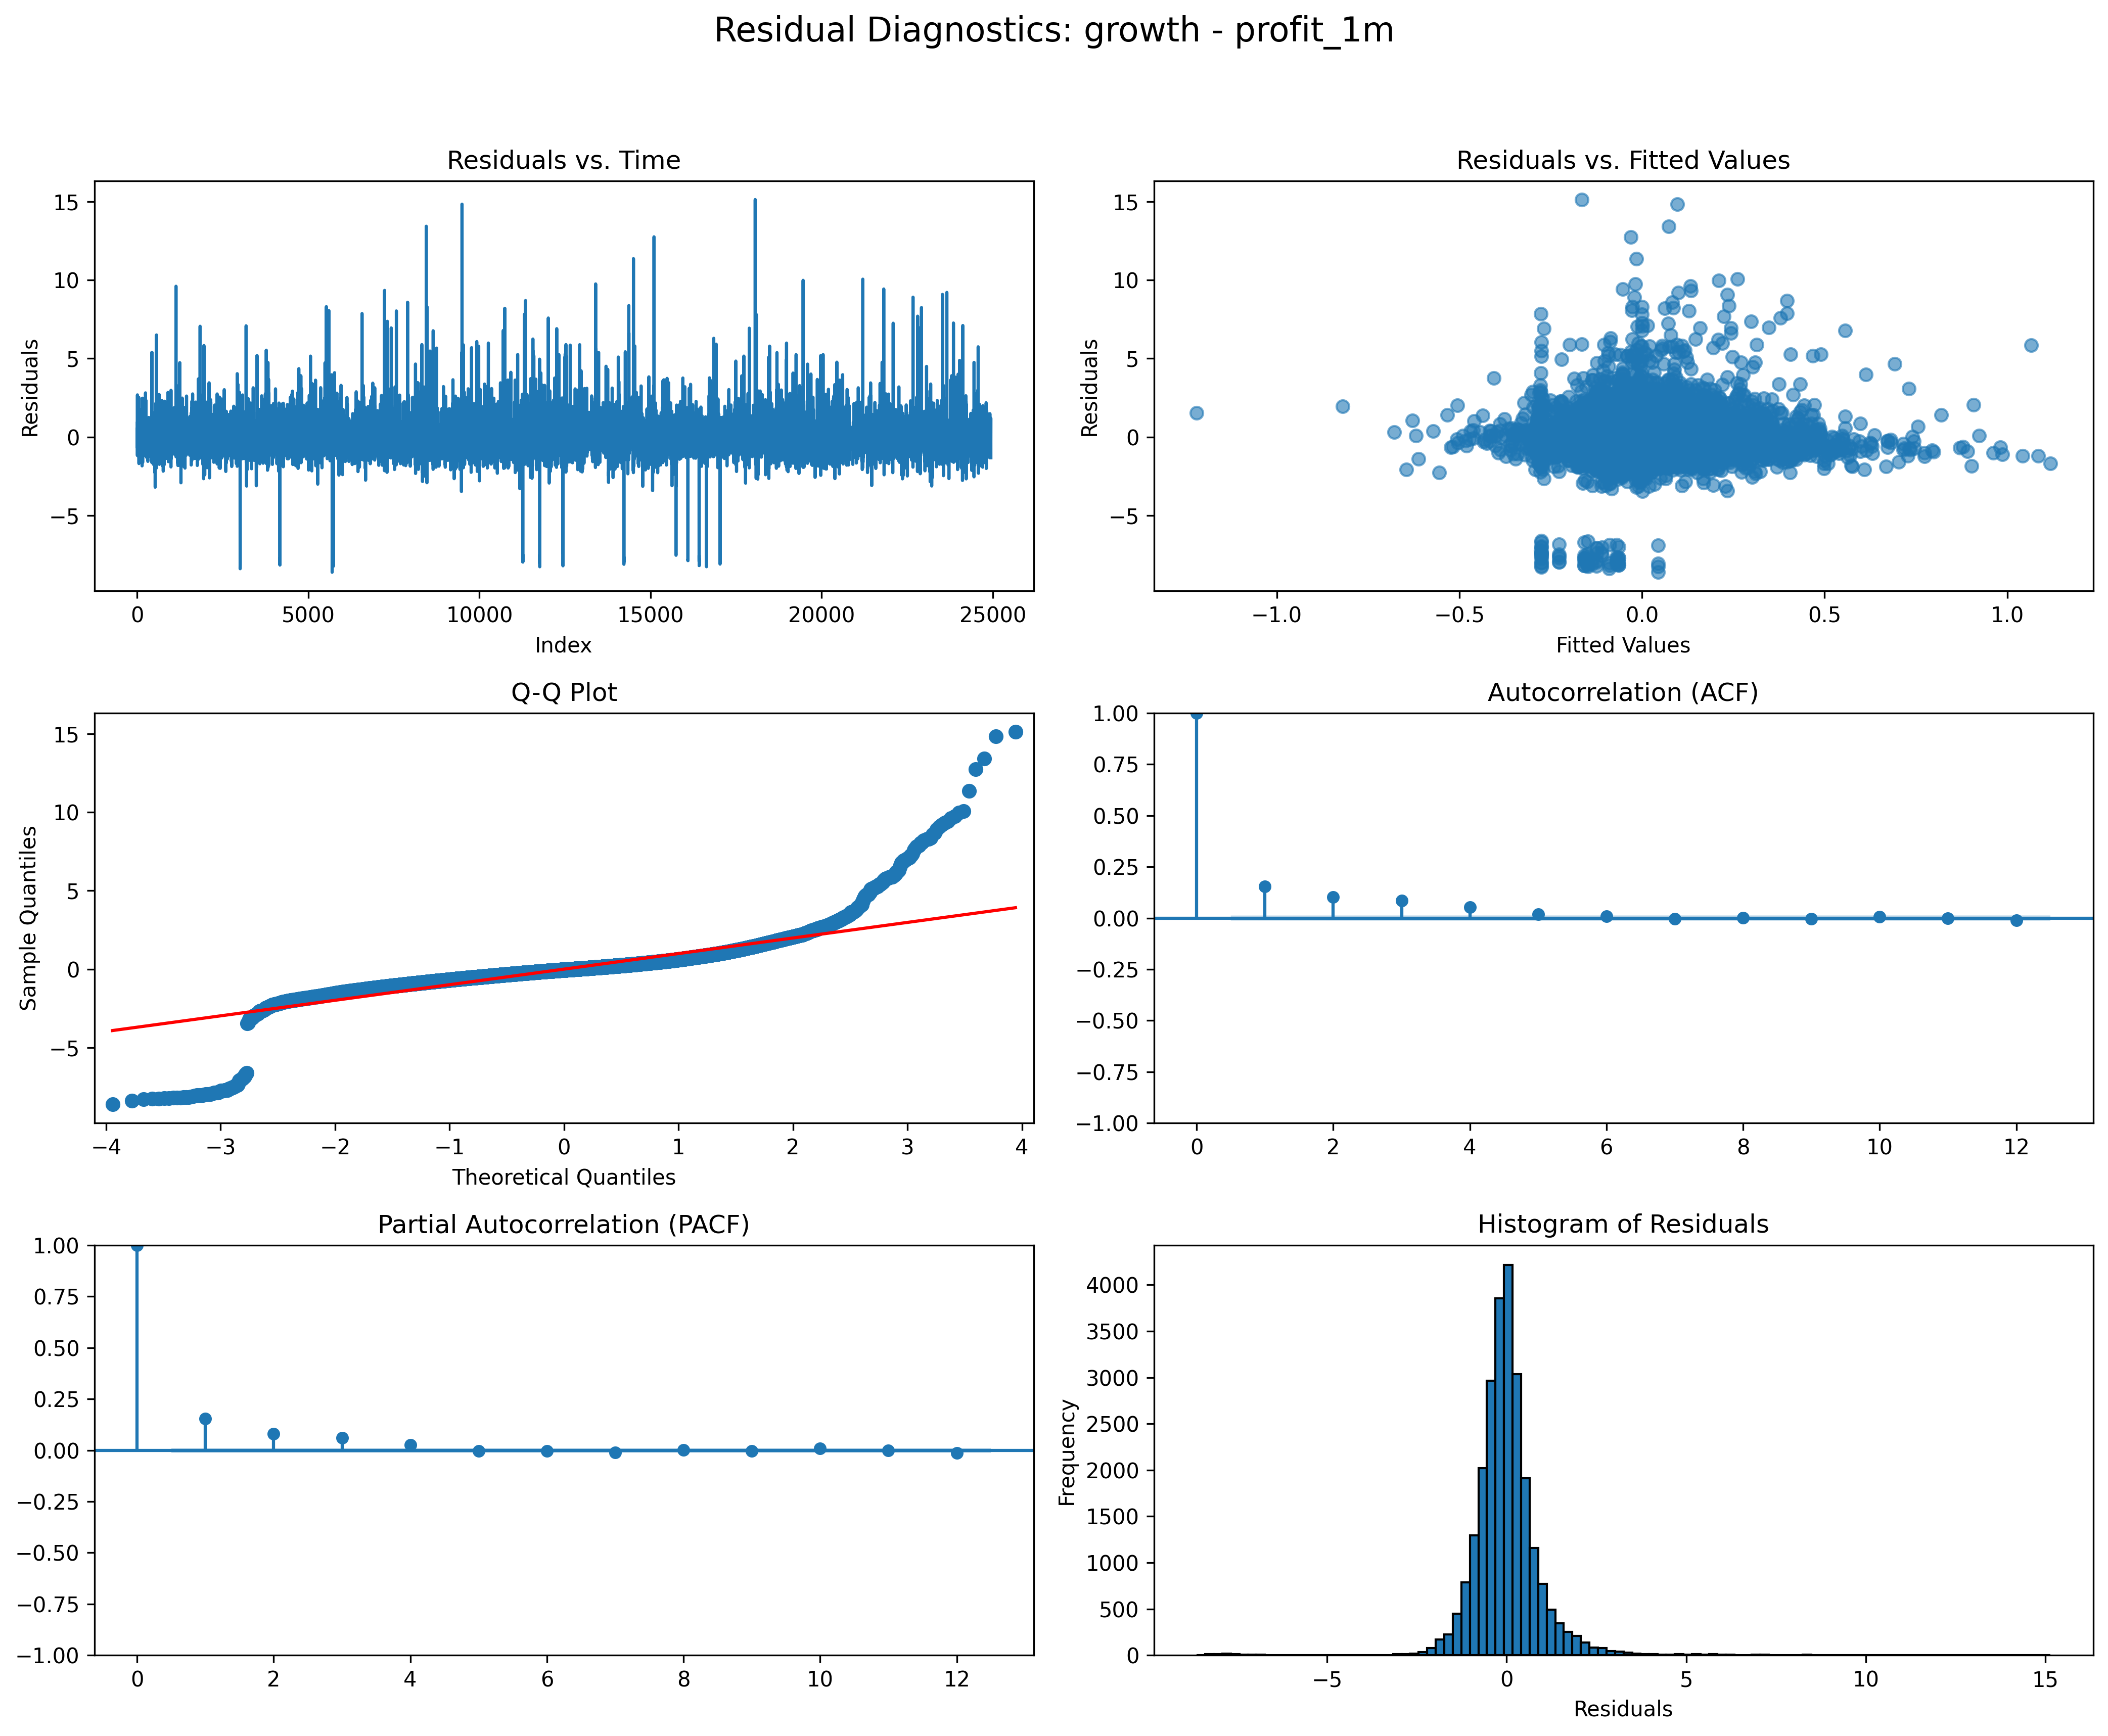 Residual Diagnostics: growth - profit_1m
Residuals vs. Time
15
10
5
0
−5
Residuals
0 5000 10000 15000 20000 25000
Index
Residuals vs. Fitted Values
15
10
5
0
−5
Residuals
−1.0 −0.5 0.0 0.5 1.0
Fitted Values
Q-Q Plot
15
10
5
0
−5
Sample Quantiles
−4 −3 −2 −1 0 1 2 3 4
Theoretical Quantiles
Autocorrelation (ACF)
1.00
0.75
0.50
0.25
0.00
−0.25
−0.50
−0.75
−1.00
0 2 4 6 8 10 12
Partial Autocorrelation (PACF)
1.00
0.75
0.50
0.25
0.00
−0.25
−0.50
−0.75
−1.00
0 2 4 6 8 10 12
Histogram of Residuals
4000
3500
3000
2500
2000
1500
1000
500
0
Frequency
−5 0 5 10 15
Residuals